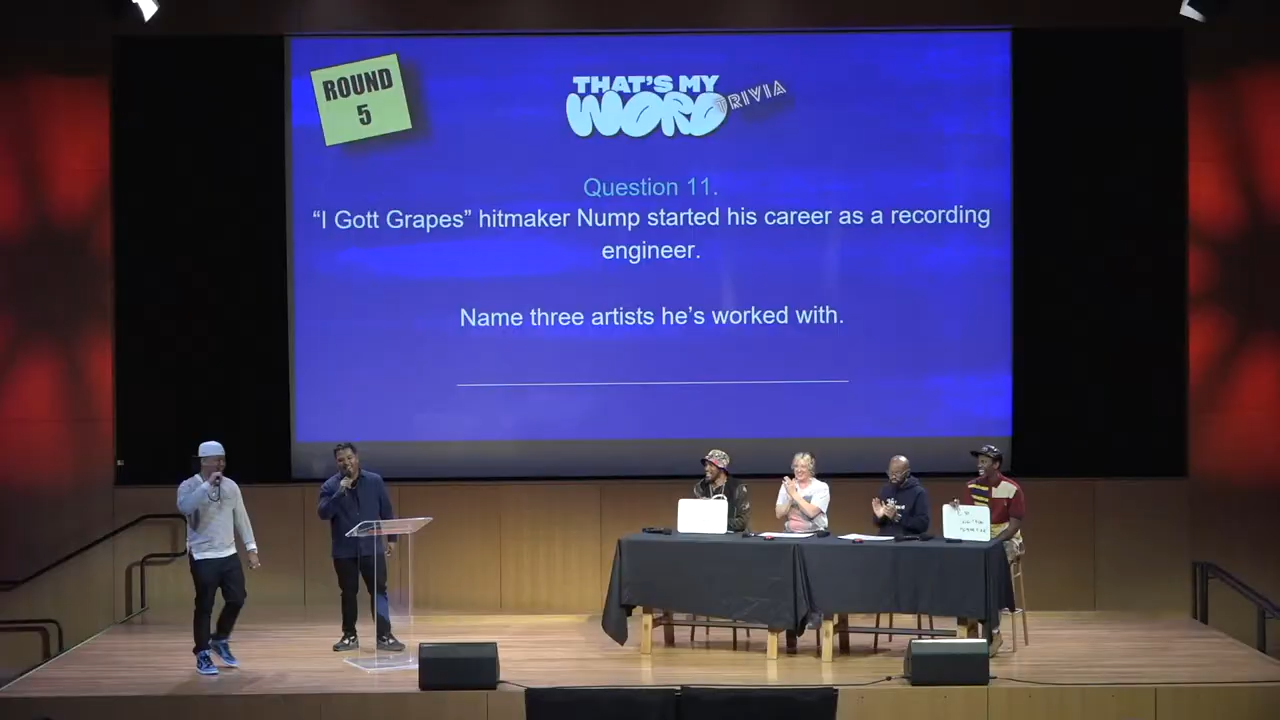 ROUND
5
THAT'S MY
WORD
TRIVIA
Question 11.
“I Gott Grapes” hitmaker Nump started his career as a recording
engineer.
Name three artists he’s worked with.